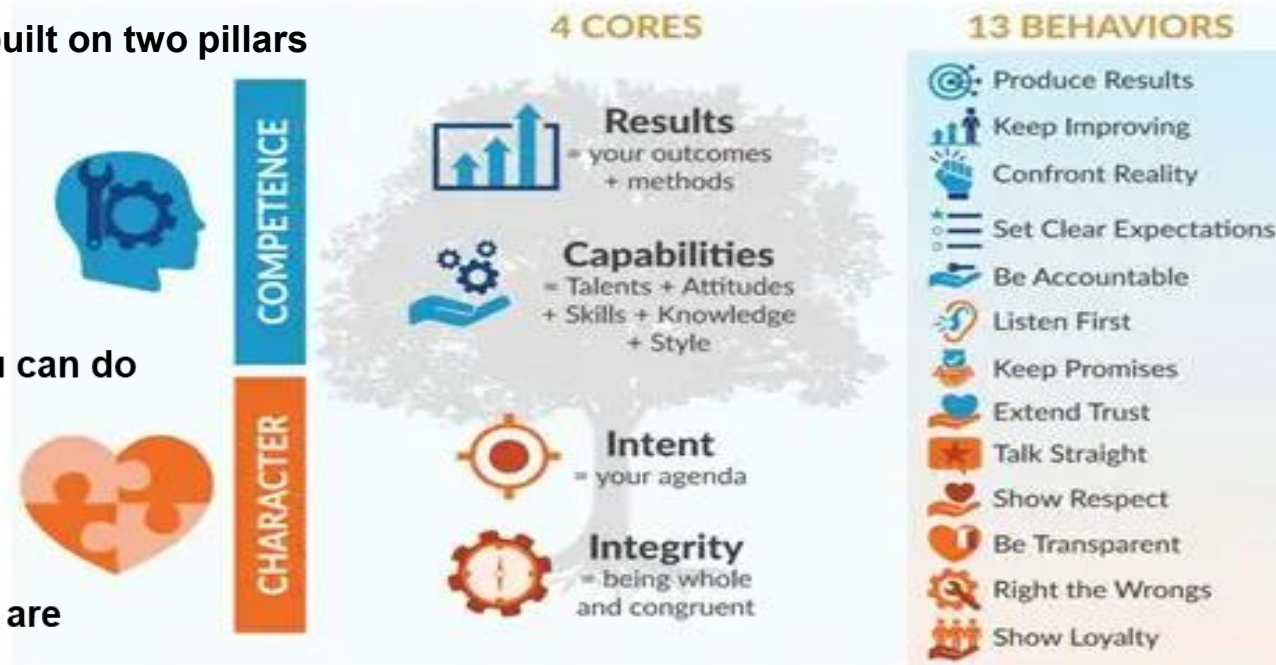 built on two pillars
can do
are
COMPETENCE
CHARACTER
4 CORES
Results
= your outcomes
+ methods
Capabilities
= Talents + Attitudes
+ Skills + Knowledge
+ Style
Intent
= your agenda
Integrity
= being whole
and congruent
13 BEHAVIORS
Produce Results
Keep Improving
Confront Reality
Set Clear Expectations
Be Accountable
Listen First
Keep Promises
Extend Trust
Talk Straight
Show Respect
Be Transparent
Right the Wrongs
Show Loyalty